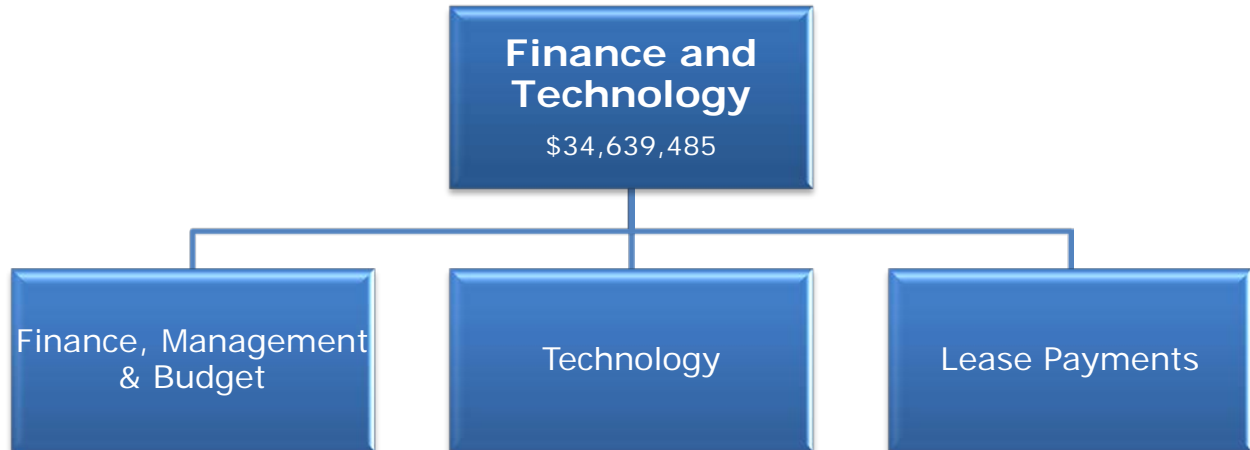 Finance and
Technology
$34,639,485
Finance, Management
& Budget
Technology
Lease Payments